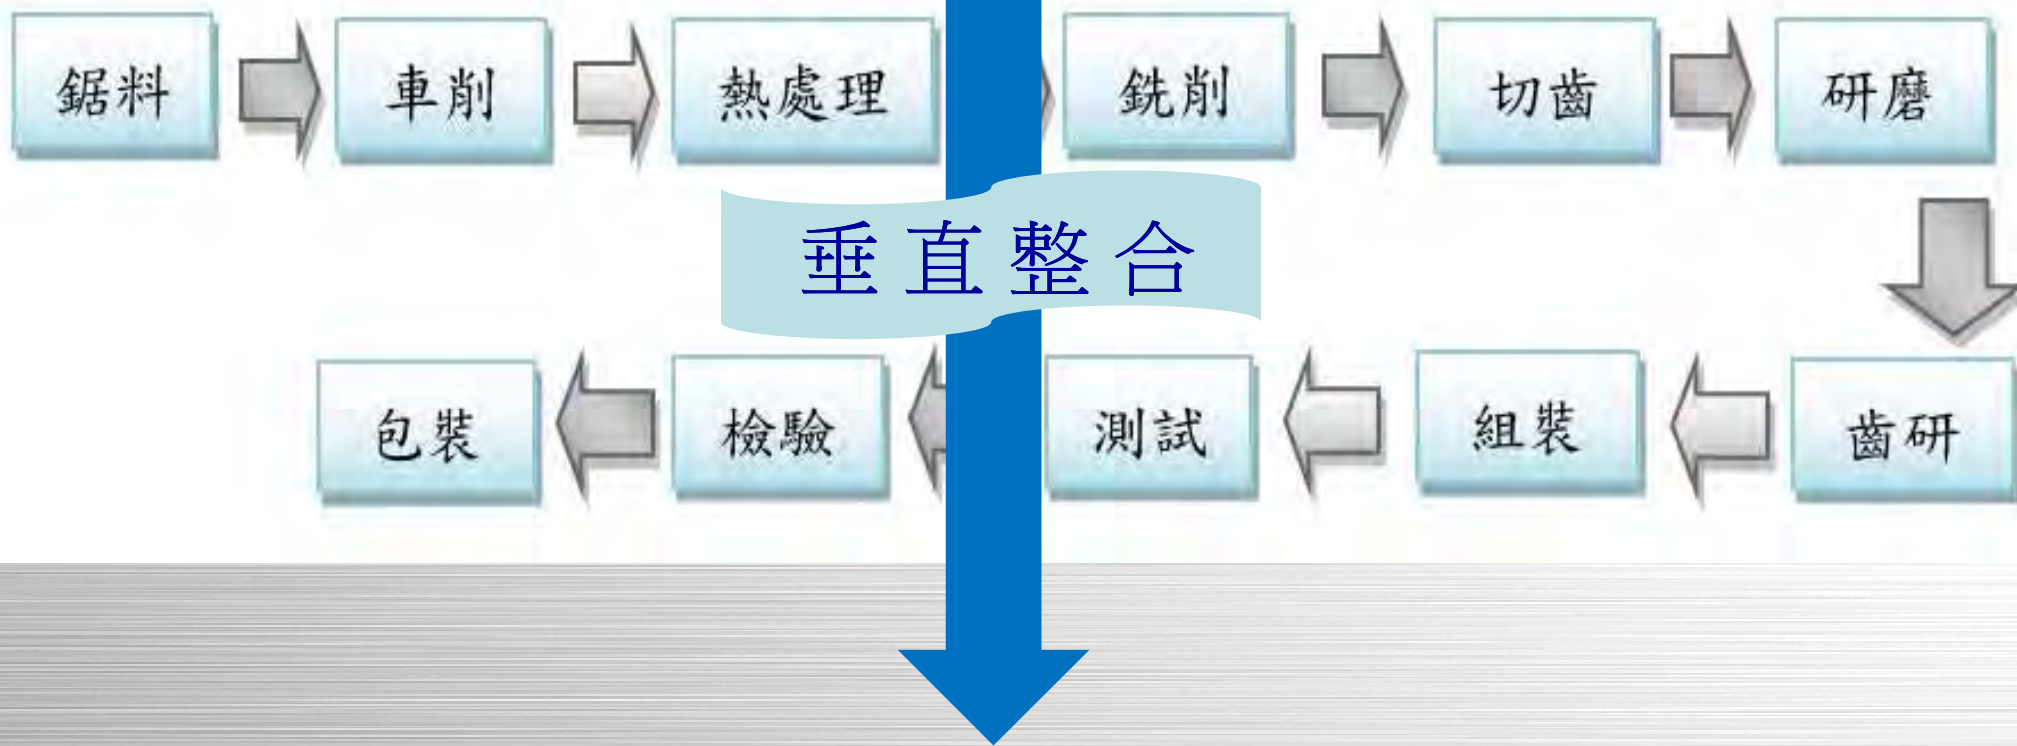 鋸料
車削
熱處理
銑削
切齒
研磨
垂直整合
包裝
檢驗
測試
組裝
齒研